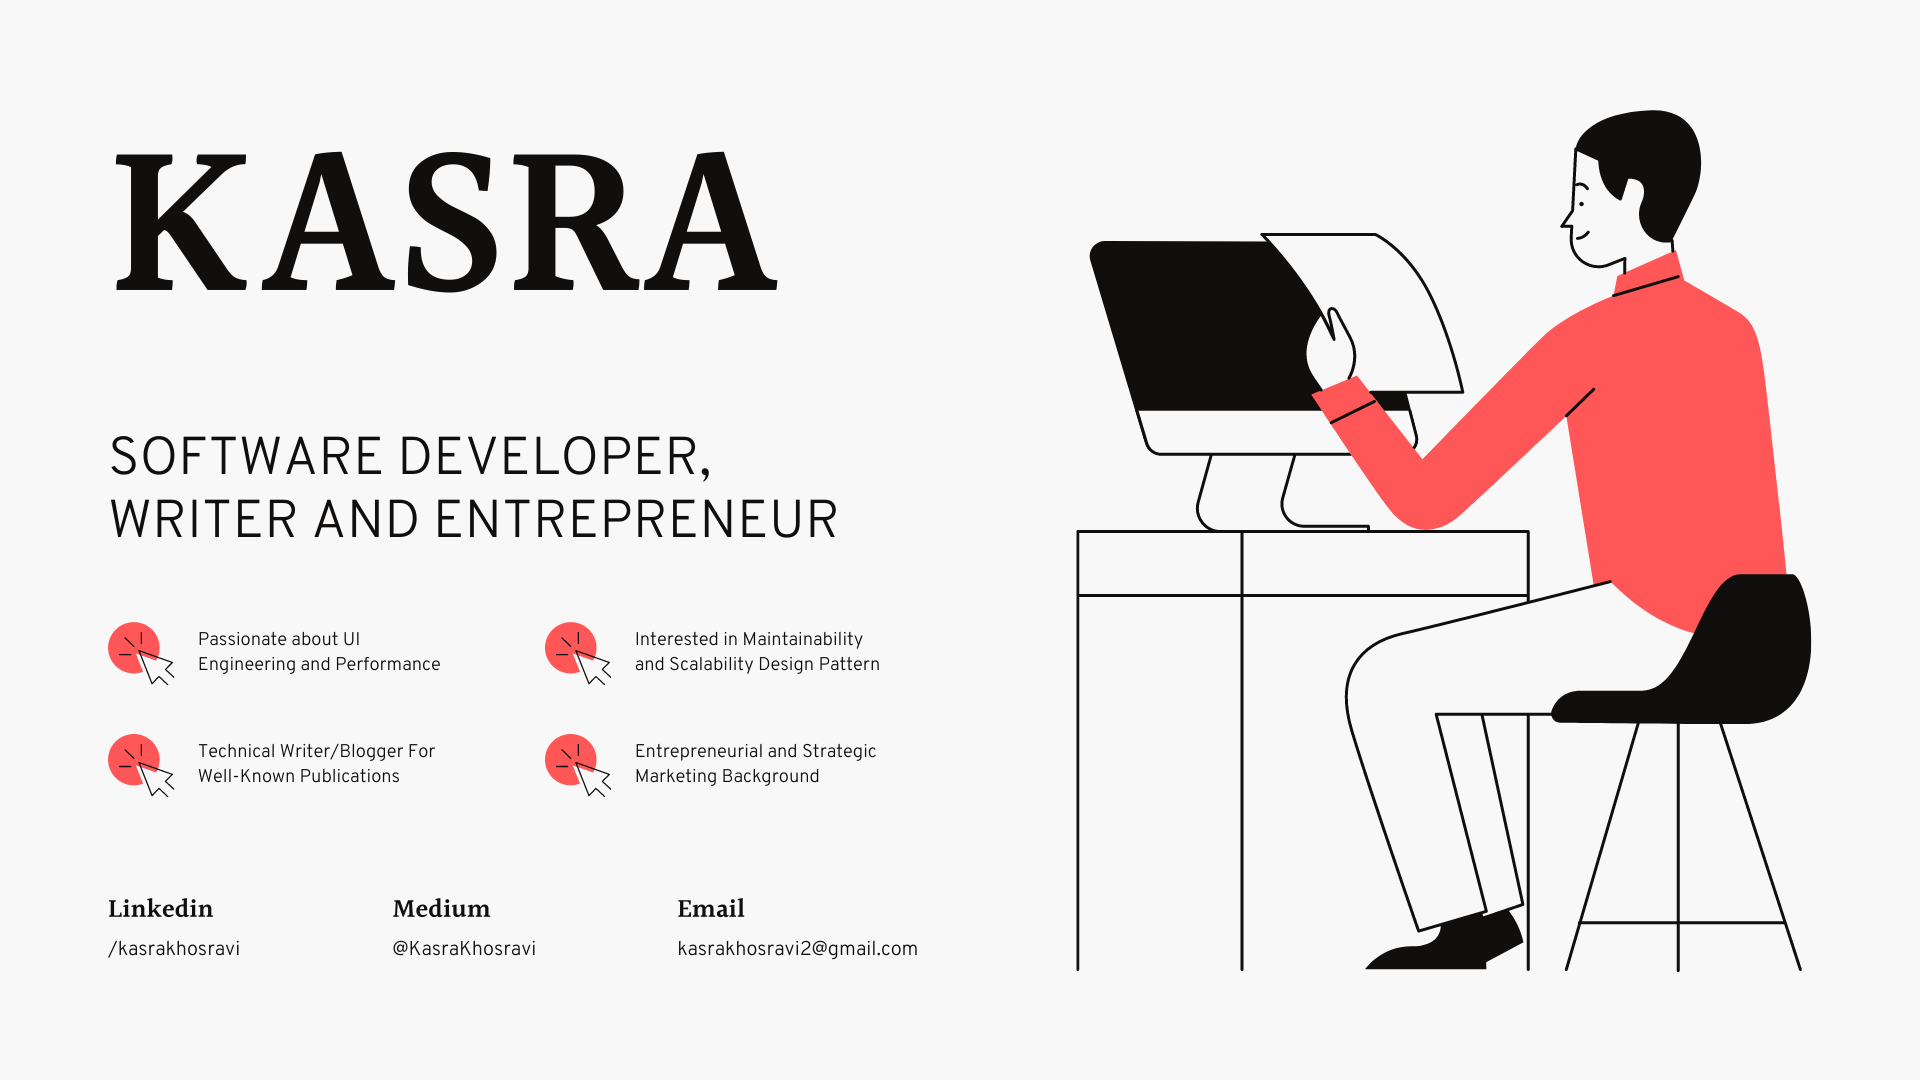 KASRA
SOFTWARE DEVELOPER,
WRITER AND ENTREPRENEUR
Passionate about UI
Engineering and Performance
Interested in Maintainability
and Scalability Design Pattern
Technical Writer/Blogger For
Well-Known Publications
Entrepreneurial and Strategic
Marketing Background
Linkedin
/kasrakhosravi
Medium
@KasraKhosravi
Email
kasrakhosravi2@gmail.com